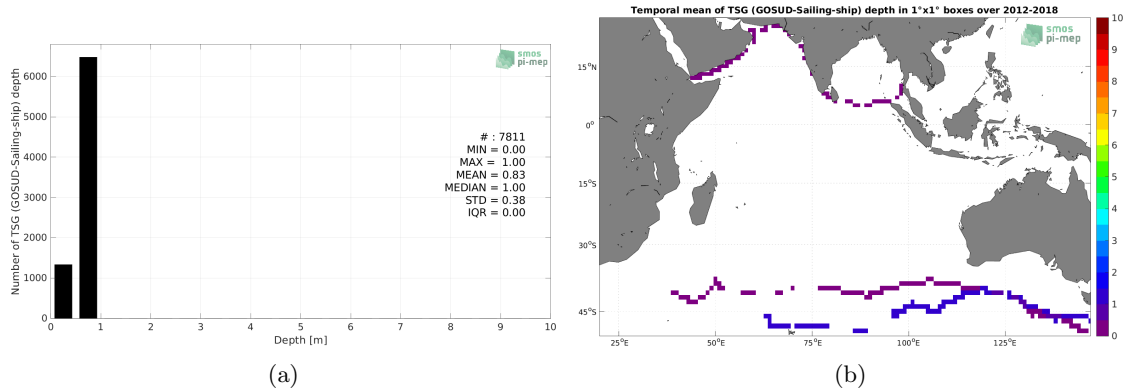 smos
pi-mep
Number of TSG (GOSUD-Sailing-ship) depth
6000
5000
4000
3000
2000
1000
0
# : 7811
MIN = 0.00
MAX = 1.00
MEAN = 0.83
MEDIAN = 1.00
STD = 0.38
IQR = 0.00
0 1 2 3 4 5 6 7 8 9 10
Depth [m]
(a)
Temporal mean of TSG (GOSUD-Sailing-ship) depth in 1°x1° boxes over 2012-2018
smos
pi-mep
15°N
0°
15°S
30°S
45°S
25°E 50°E 75°E 100°E 125°E
10
9
8
7
6
5
4
3
2
1
0
(b)